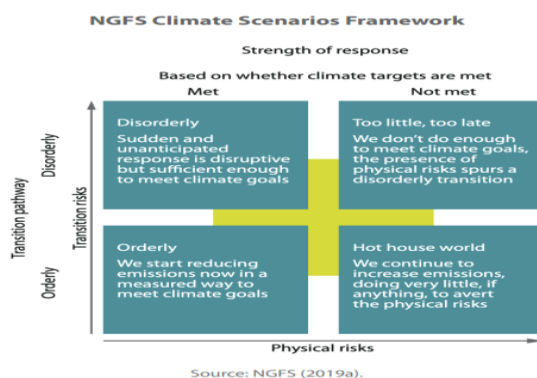 NGFS Climate Scenarios Framework
Strength of response
Based on whether climate targets are met
Met
Not met
Transition pathway
Disorderly
Orderly
Transition risks
Disorderly
Sudden and
unanticipated
response is disruptive
but sufficient enough
to meet climate goals
Too little, too late
We don't do enough
to meet climate goals,
the presence of
physical risks spurs a
disorderly transition
Orderly
We start reducing
emissions now in a
measured way to
meet climate goals
Hot house world
We continue to
increase emissions,
doing very little, if
anything, to avert
the physical risks
Physical risks
Source: NGFS (2019a).